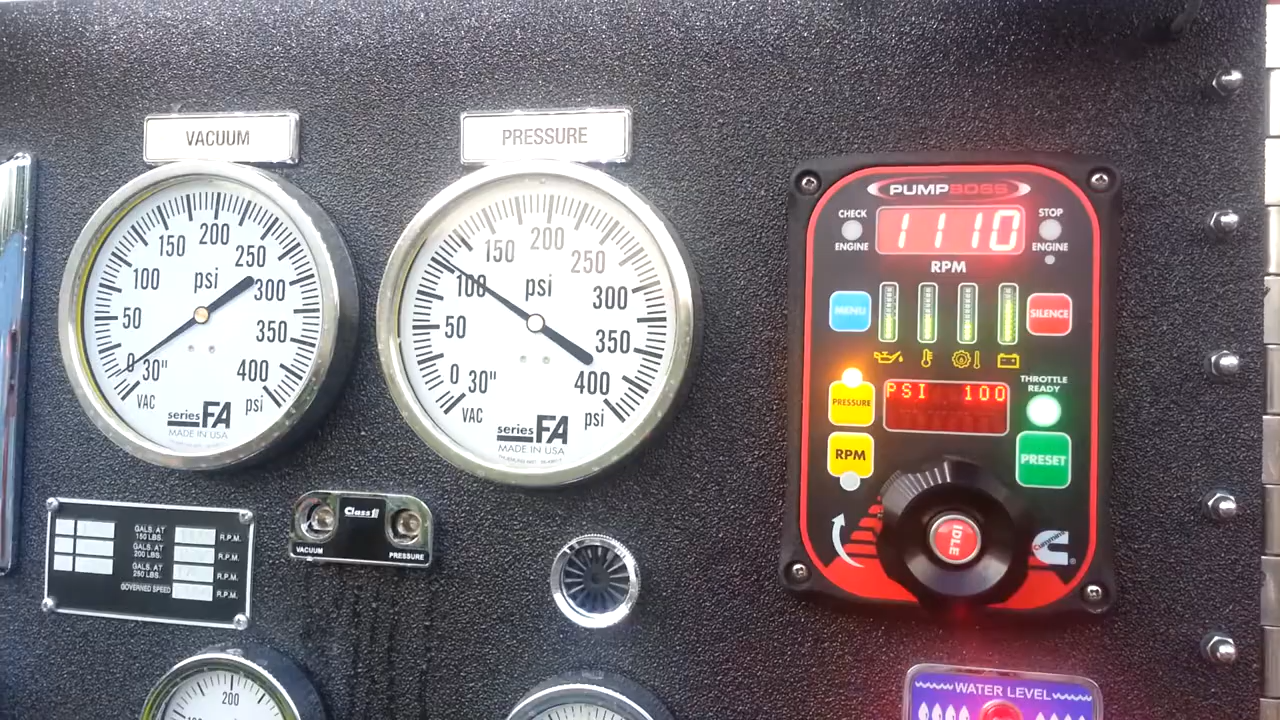 VACUUM
50
100
150
200
250
300
350
400
0
30"
VAC
psi
psi
series FA
MADE IN USA
PRESSURE
50
100
150
200
250
300
350
400
0
30"
VAC
psi
psi
series FA
MADE IN USA
PUMPBOSS
CHECK
ENGINE
1110
STOP
ENGINE
RPM
MENU
SILENCE
PRESSURE
PSI 100
THROTTLE
READY
RPM
PRESET
IDLE
Cummins
GALS. AT
150 LBS.
R.P.M.
GALS. AT
200 LBS.
R.P.M.
GALS. AT
250 LBS.
R.P.M.
GOVERNED SPEED
R.P.M.
Class1
VACUUM
PRESSURE
200
WATER LEVEL